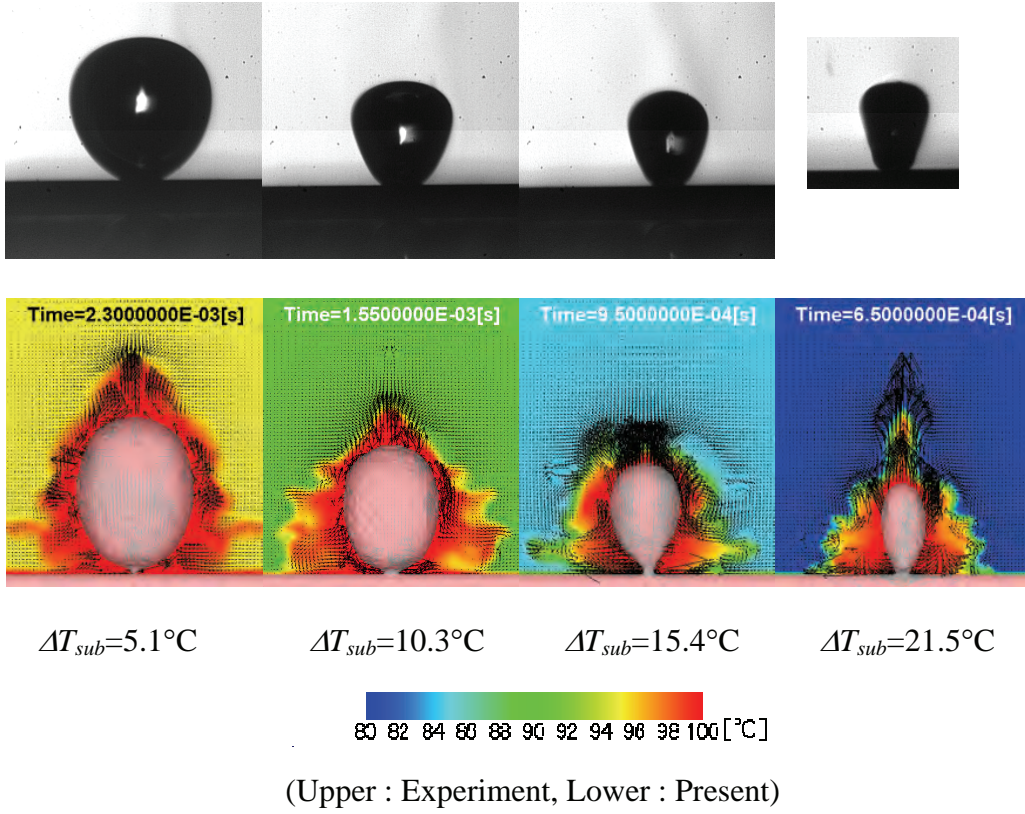 Time=2.3000000E-03[s] Time=1.5500000E-03[s] Time=9.5000000E-04[s] Time=6.5000000E-04[s]
ΔTsub=5.1°C ΔTsub=10.3°C ΔTsub=15.4°C ΔTsub=21.5°C
80 82 84 86 88 90 92 94 96 98 100 [°C]
(Upper : Experiment, Lower : Present)